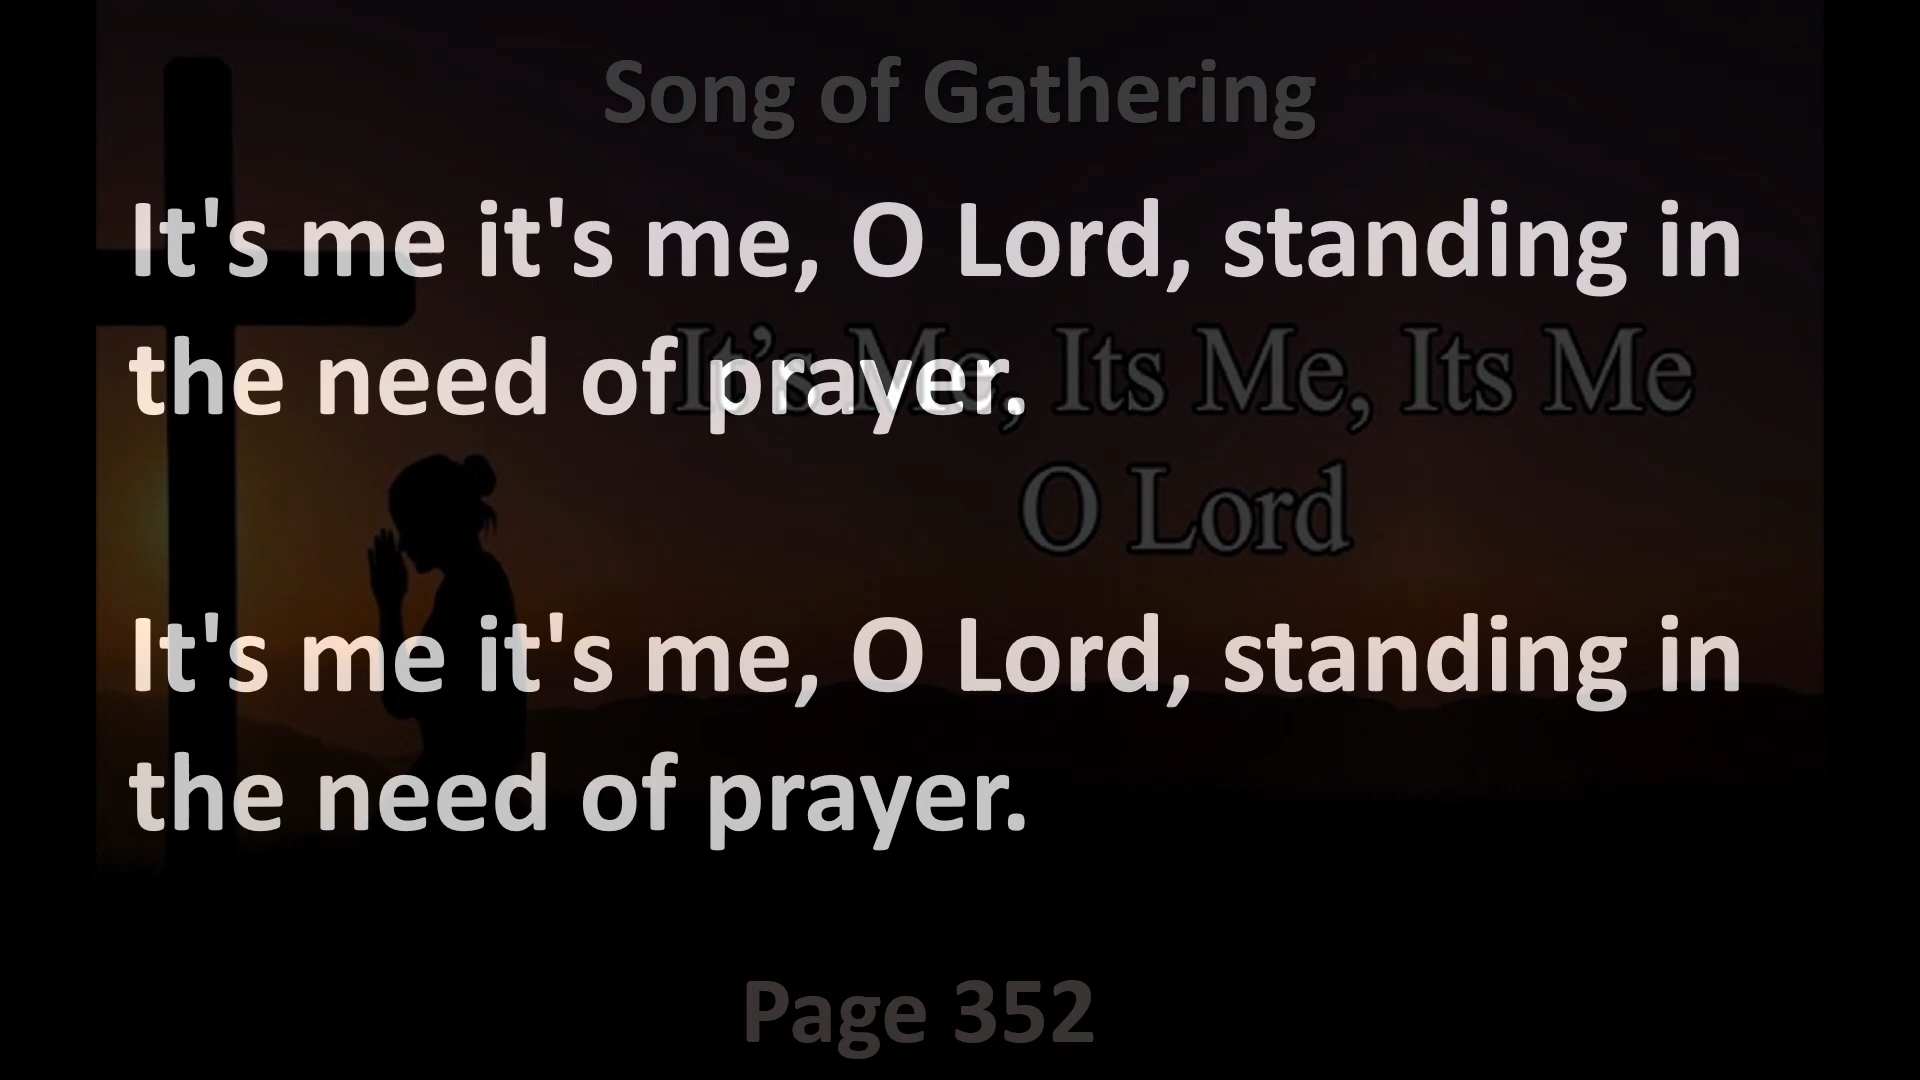 Song of Gathering
It's me it's me, O Lord, standing in
the need of prayer.
It’s Me, Its Me, Its Me
O Lord
It's me it's me, O Lord, standing in
the need of prayer.
Page 352